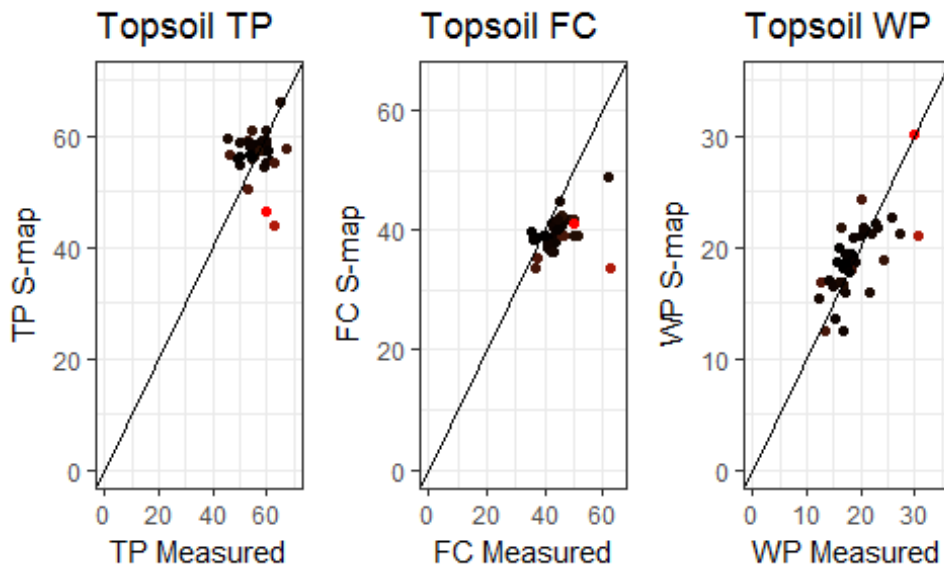 Topsoil TP
TP S-map
60
40
20
0
0 20 40 60
TP Measured
Topsoil FC
FC S-map
60
40
20
0
0 20 40 60
FC Measured
Topsoil WP
WP S-map
30
20
10
0
0 10 20 30
WP Measured